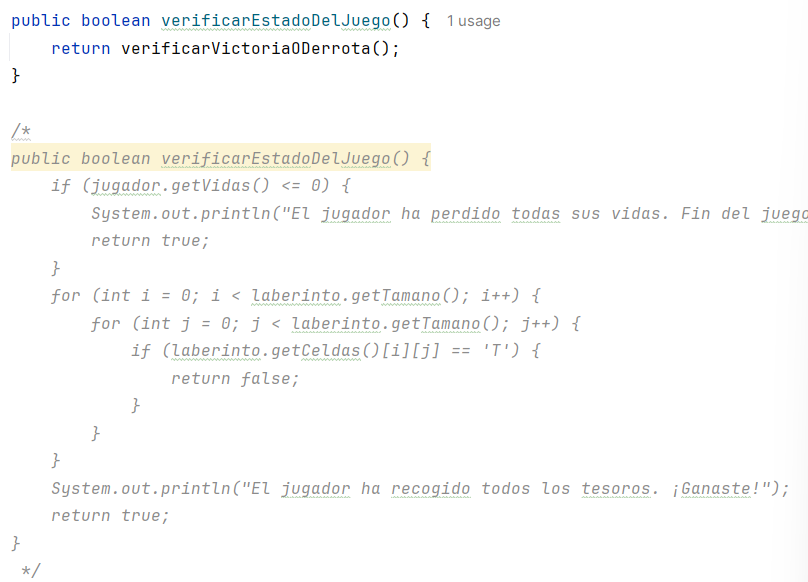 public boolean verificarEstadoDelJuego() { 1 usage
    return verificarVictoriaODerrota();
}

/*
public boolean verificarEstadoDelJuego() {
    if (jugador.getVidas() <= 0) {
        System.out.println("El jugador ha perdido todas sus vidas. Fin del juego
        return true;
    }
    for (int i = 0; i < laberinto.getTamano(); i++) {
        for (int j = 0; j < laberinto.getTamano(); j++) {
            if (laberinto.getCeldas()[i][j] == 'T') {
                return false;
            }
        }
    }
    System.out.println("El jugador ha recogido todos los tesoros. ¡Ganaste!");
    return true;
}
 */